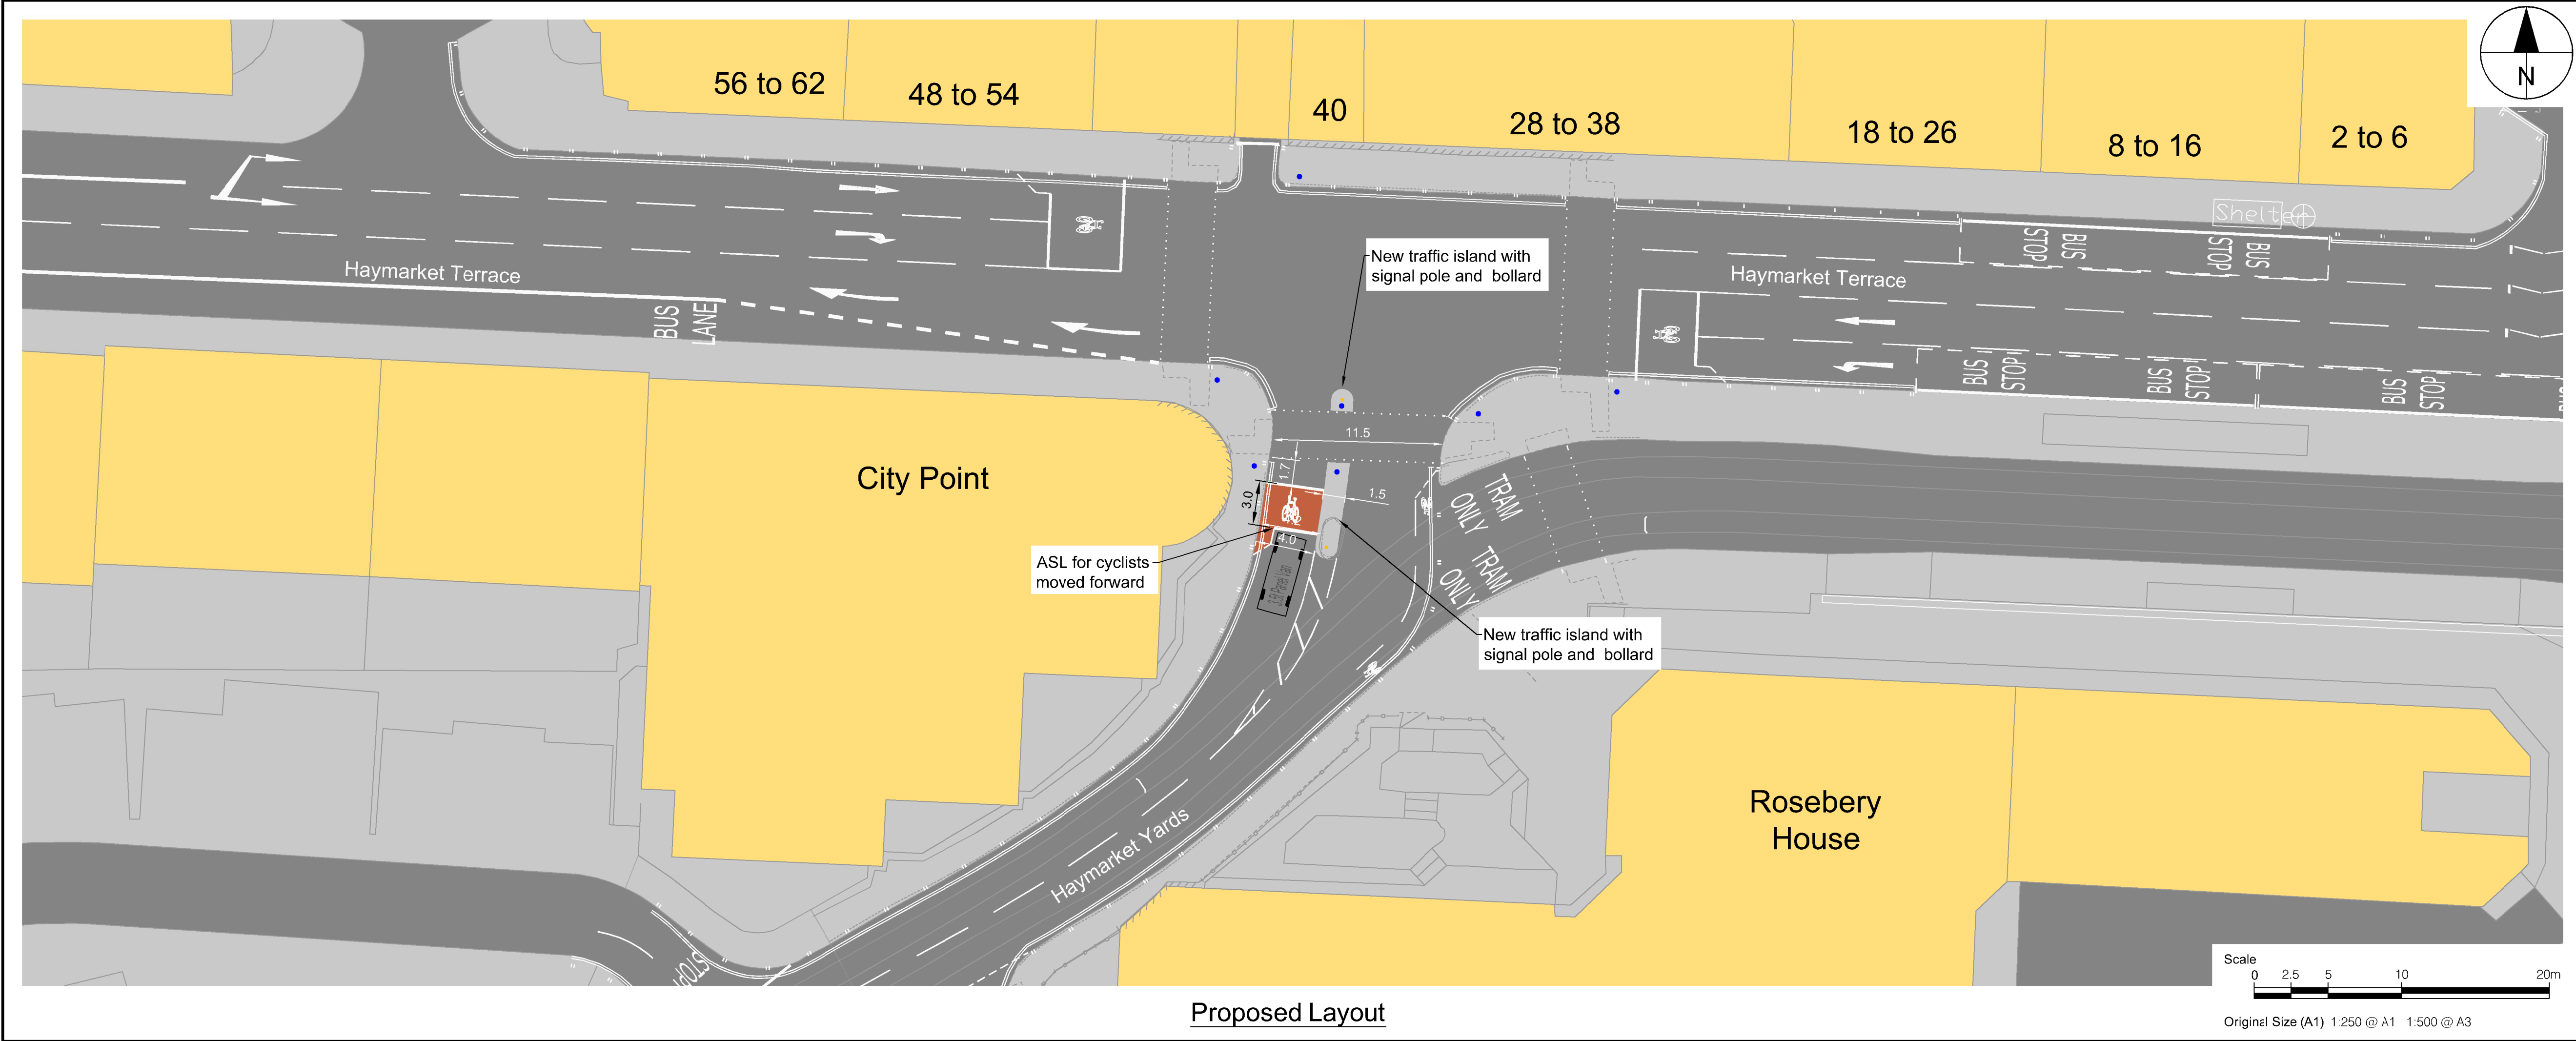 56 to 62
48 to 54
40
28 to 38
18 to 26
8 to 16
2 to 6
N
Shelter
BUS
STOP
BUS
STOP
Haymarket Terrace
Haymarket Terrace
New traffic island with
signal pole and bollard
BUS
LANE
BUS
STOP
BUS
STOP
BUS
STOP
11.5
City Point
1.7
3.0
1.5
4.0
TRAM
ONLY
TRAM
ONLY
ASL for cyclists
moved forward
3.5t Panel Van
New traffic island with
signal pole and bollard
Haymarket Yards
Rosebery
House
STOP
Scale
0 2.5 5 10 20m
Original Size (A1) 1:250 @ A1 1:500 @ A3
Proposed Layout